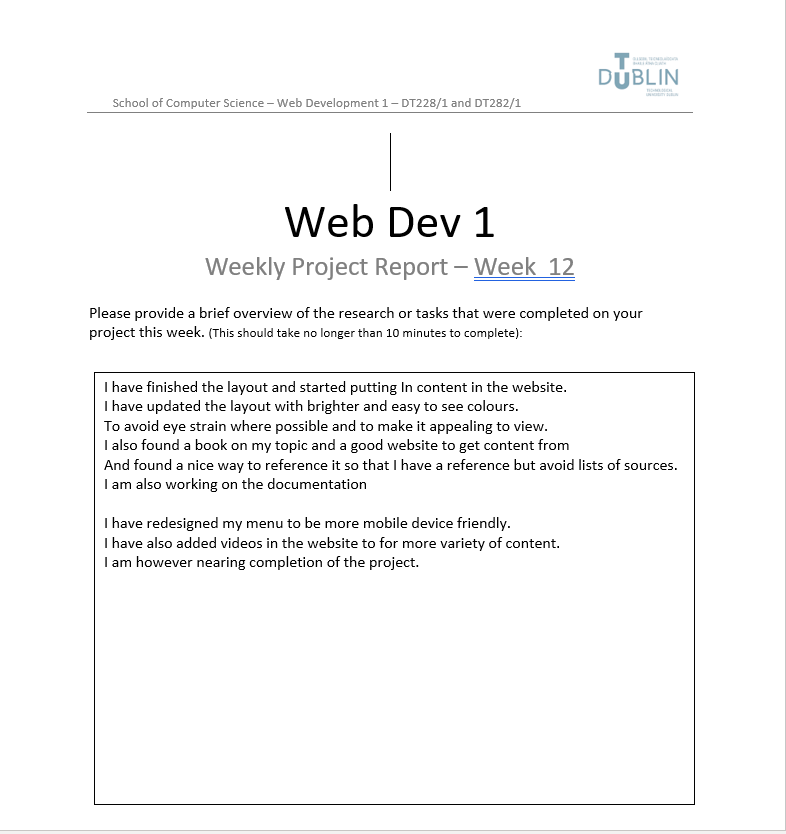 School of Computer Science – Web Development 1 – DT228/1 and DT282/1
DUBLIN
Web Dev 1
Weekly Project Report – Week  12
Please provide a brief overview of the research or tasks that were completed on your
project this week. (This should take no longer than 10 minutes to complete):
I have finished the layout and started putting In content in the website.
I have updated the layout with brighter and easy to see colours.
To avoid eye strain where possible and to make it appealing to view.
I also found a book on my topic and a good website to get content from
And found a nice way to reference it so that I have a reference but avoid lists of sources.
I am also working on the documentation
I have redesigned my menu to be more mobile device friendly.
I have also added videos in the website to for more variety of content.
I am however nearing completion of the project.